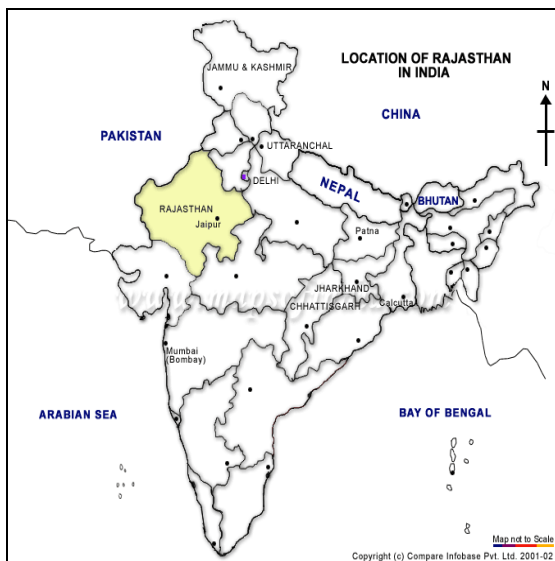 LOCATION OF RAJASTHAN
IN INDIA
JAMMU & KASHMIR
N
CHINA
PAKISTAN
UTTARANCHAL
DELHI
NEPAL
BHUTAN
RAJASTHAN
Jaipur
Patna
JHARKHAND
CHHATTISGARH
Calcutta
Mumbai
(Bombay)
ARABIAN SEA
BAY OF BENGAL
Map not to Scale
Copyright (c) Compare Infobase Pvt. Ltd. 2001-02